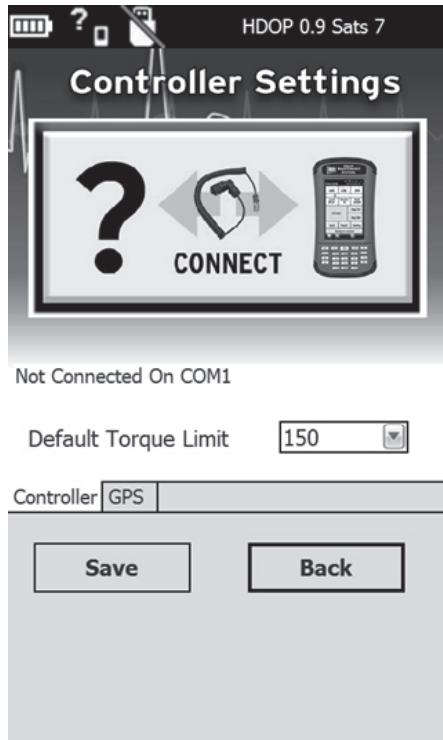 ?
HDOP 0.9 Sats 7
Controller Settings
?
CONNECT
Not Connected On COM1
Default Torque Limit 150
Controller GPS
Save Back